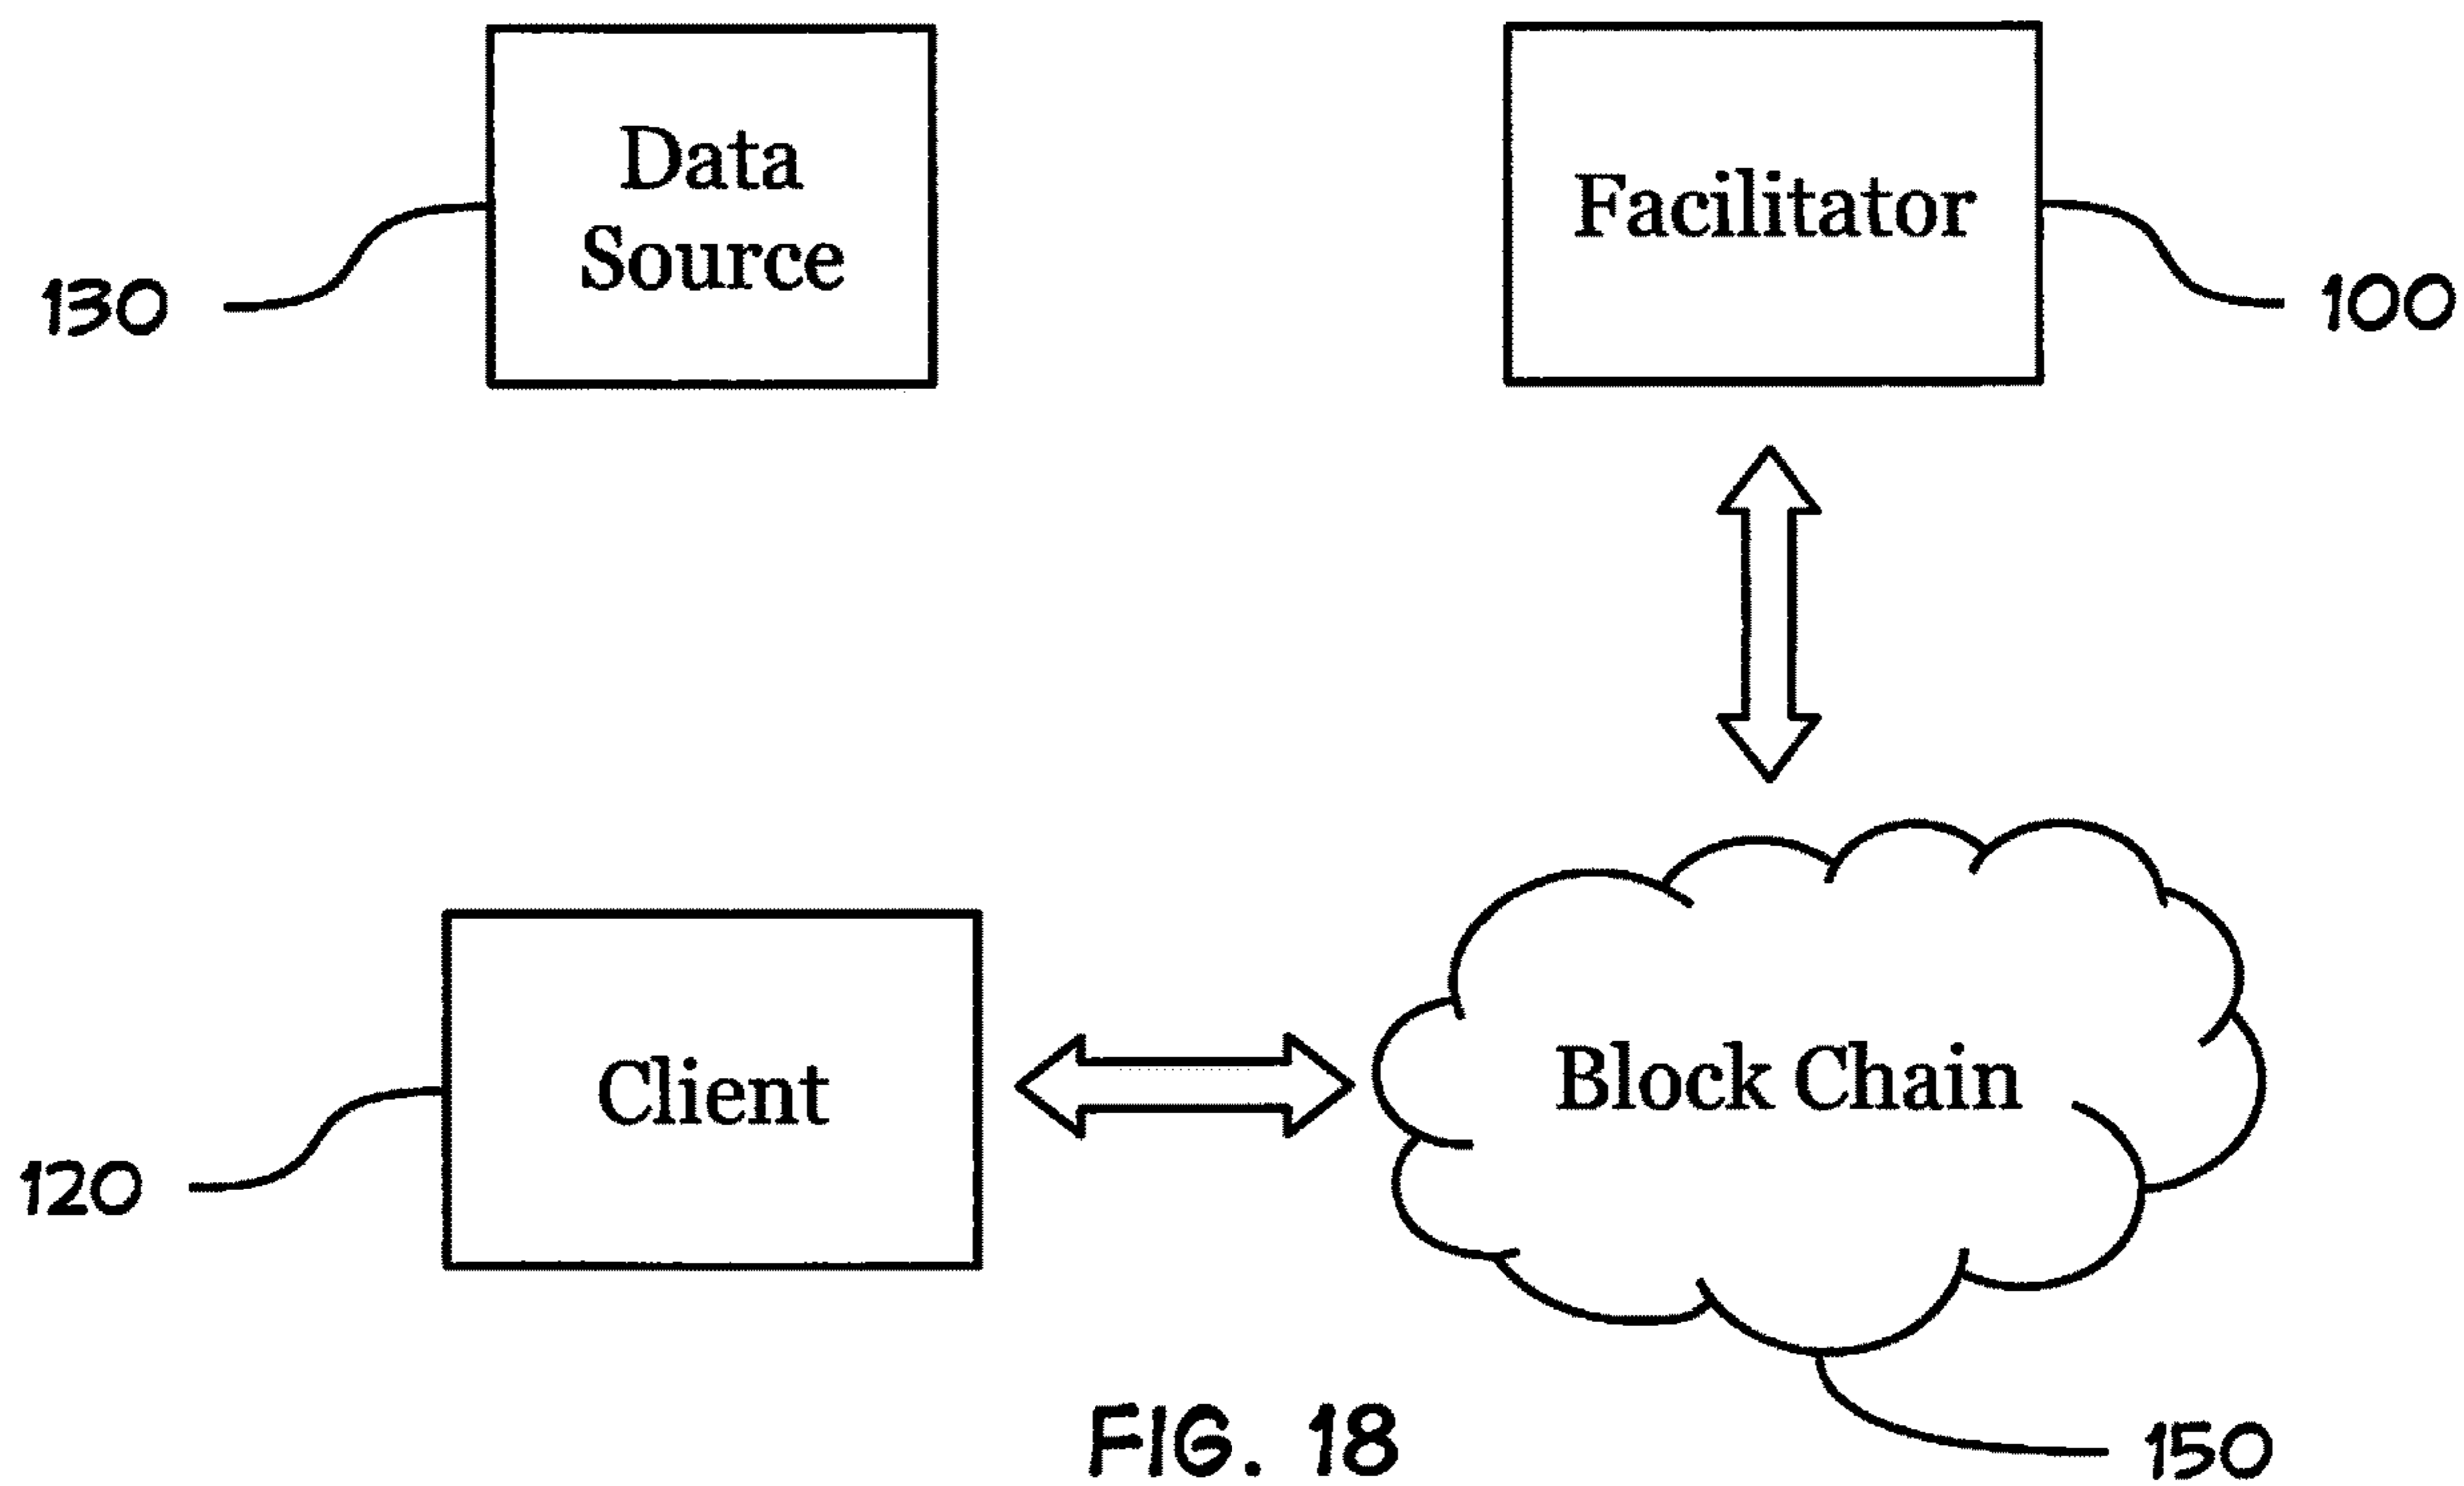 Data
Source
Facilitator
130
100
Client
Block Chain
120
FIG. 18
150